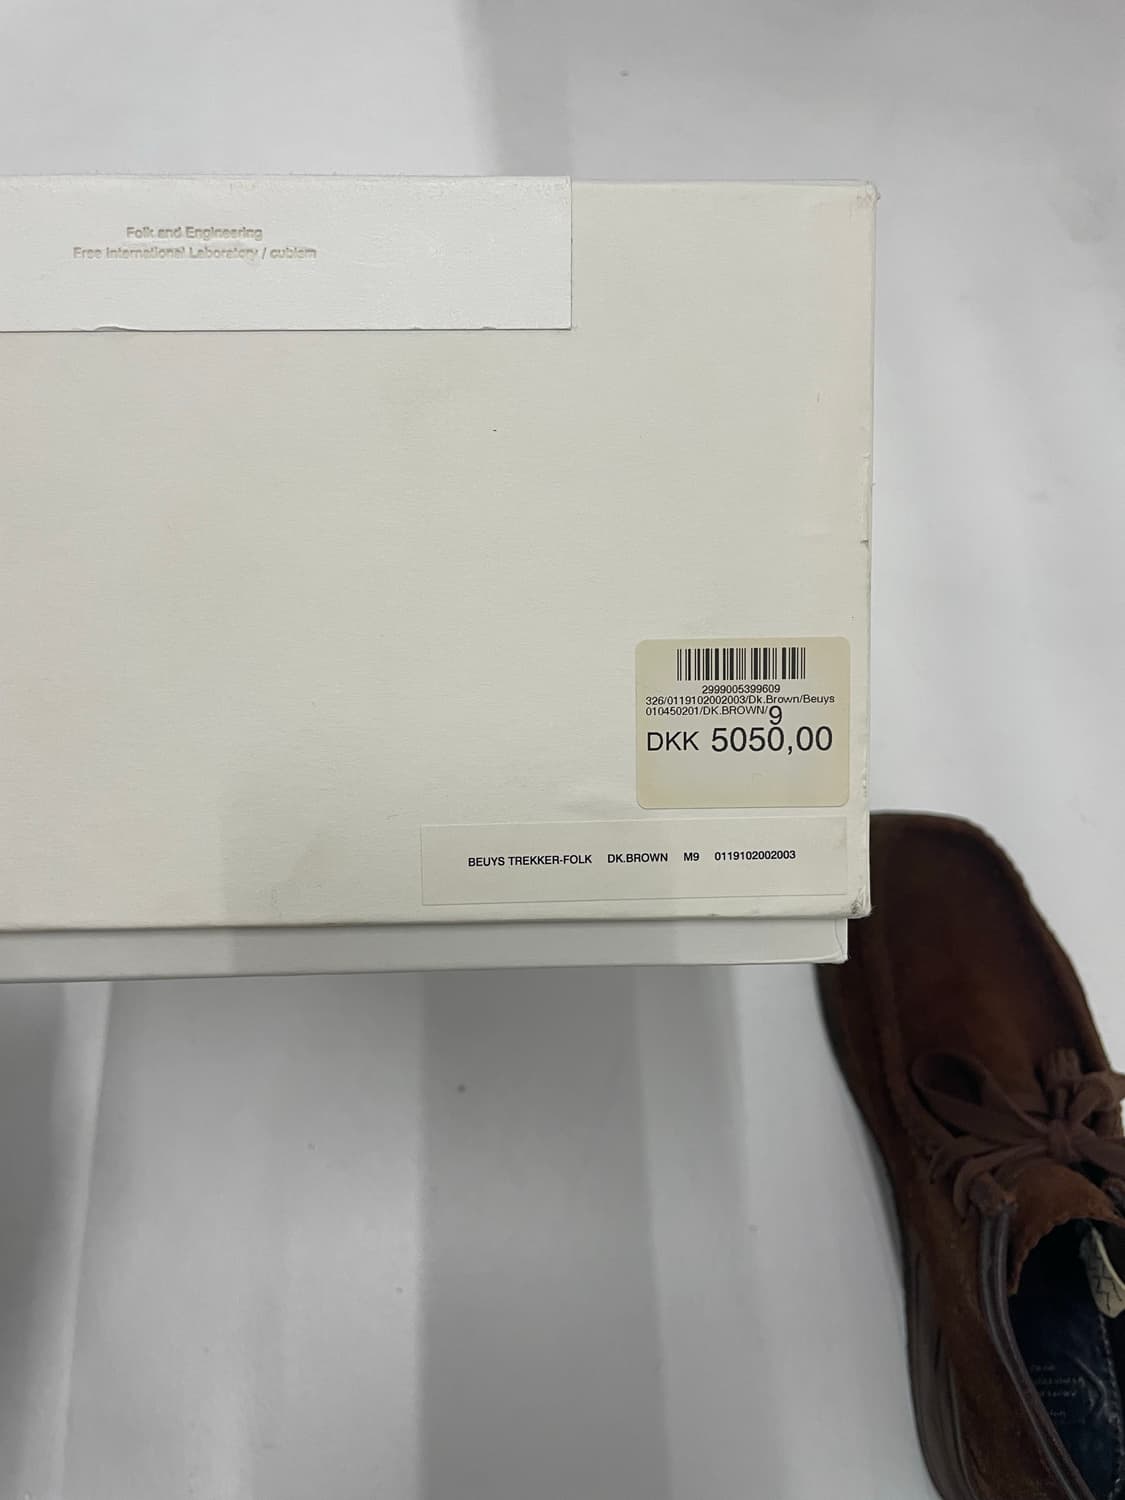 Folk and Engineering
Free International Laboratory / cubism
2999005399609
326/0119102002003/Dk.Brown/Beuys
010450201/DK.BROWN/9
DKK 5050,00
BEUYS TREKKER-FOLK DK.BROWN M9 0119102002003